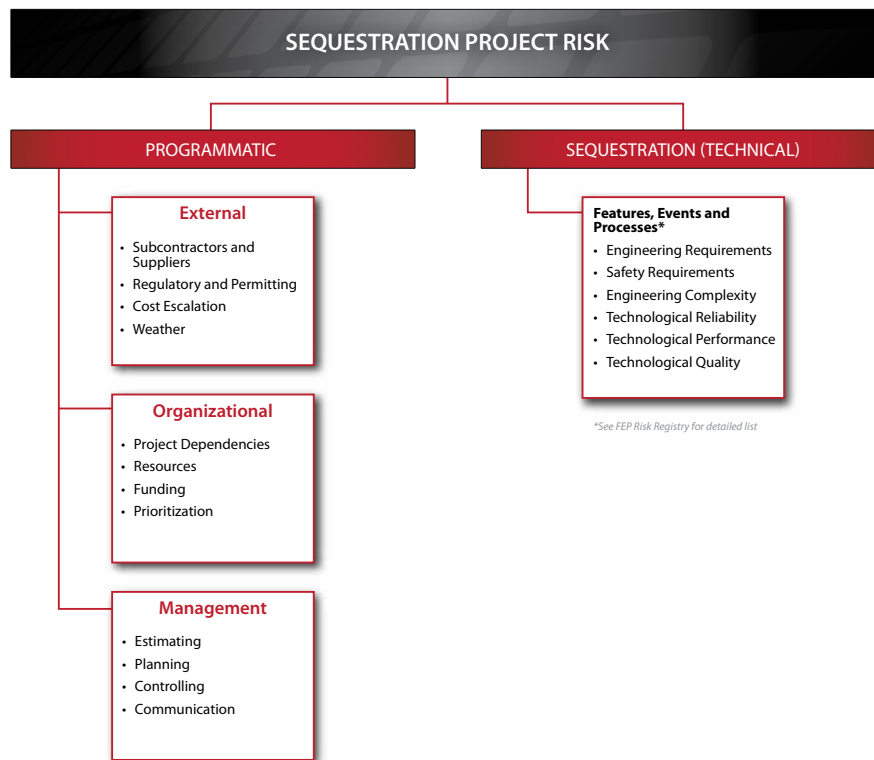 SEQUESTRATION PROJECT RISK
PROGRAMMATIC
External
• Subcontractors and
Suppliers
• Regulatory and Permitting
• Cost Escalation
• Weather
Organizational
• Project Dependencies
• Resources
• Funding
• Prioritization
Management
• Estimating
• Planning
• Controlling
• Communication
SEQUESTRATION (TECHNICAL)
Features, Events and
Processes*
• Engineering Requirements
• Safety Requirements
• Engineering Complexity
• Technological Reliability
• Technological Performance
• Technological Quality
*See FEP Risk Registry for detailed list